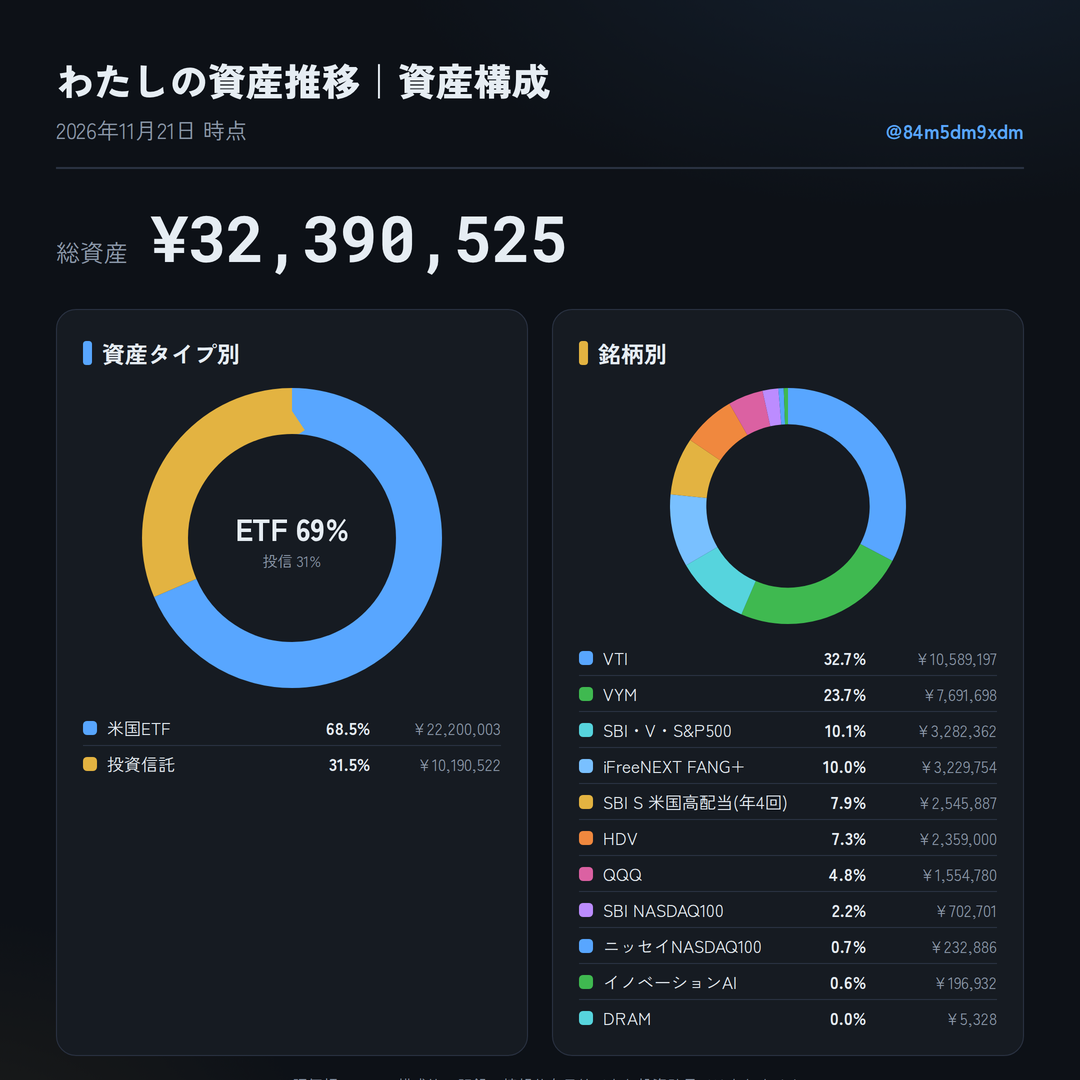 わたしの資産推移｜資産構成
2026年11月21日 時点
@84m5dm9xdm
総資産 ¥32,390,525
資産タイプ別
ETF 69%
投信 31%
米国ETF 68.5% ¥22,200,003
投資信託 31.5% ¥10,190,522
銘柄別
VTI 32.7% ¥10,589,197
VYM 23.7% ¥7,691,698
SBI・V・S&P500 10.1% ¥3,282,362
iFreeNEXT FANG＋ 10.0% ¥3,229,754
SBI S 米国高配当(年4回) 7.9% ¥2,545,887
HDV 7.3% ¥2,359,000
QQQ 4.8% ¥1,554,780
SBI NASDAQ100 2.2% ¥702,701
ニッセイNASDAQ100 0.7% ¥232,886
イノベーションAI 0.6% ¥196,932
DRAM 0.0% ¥5,328